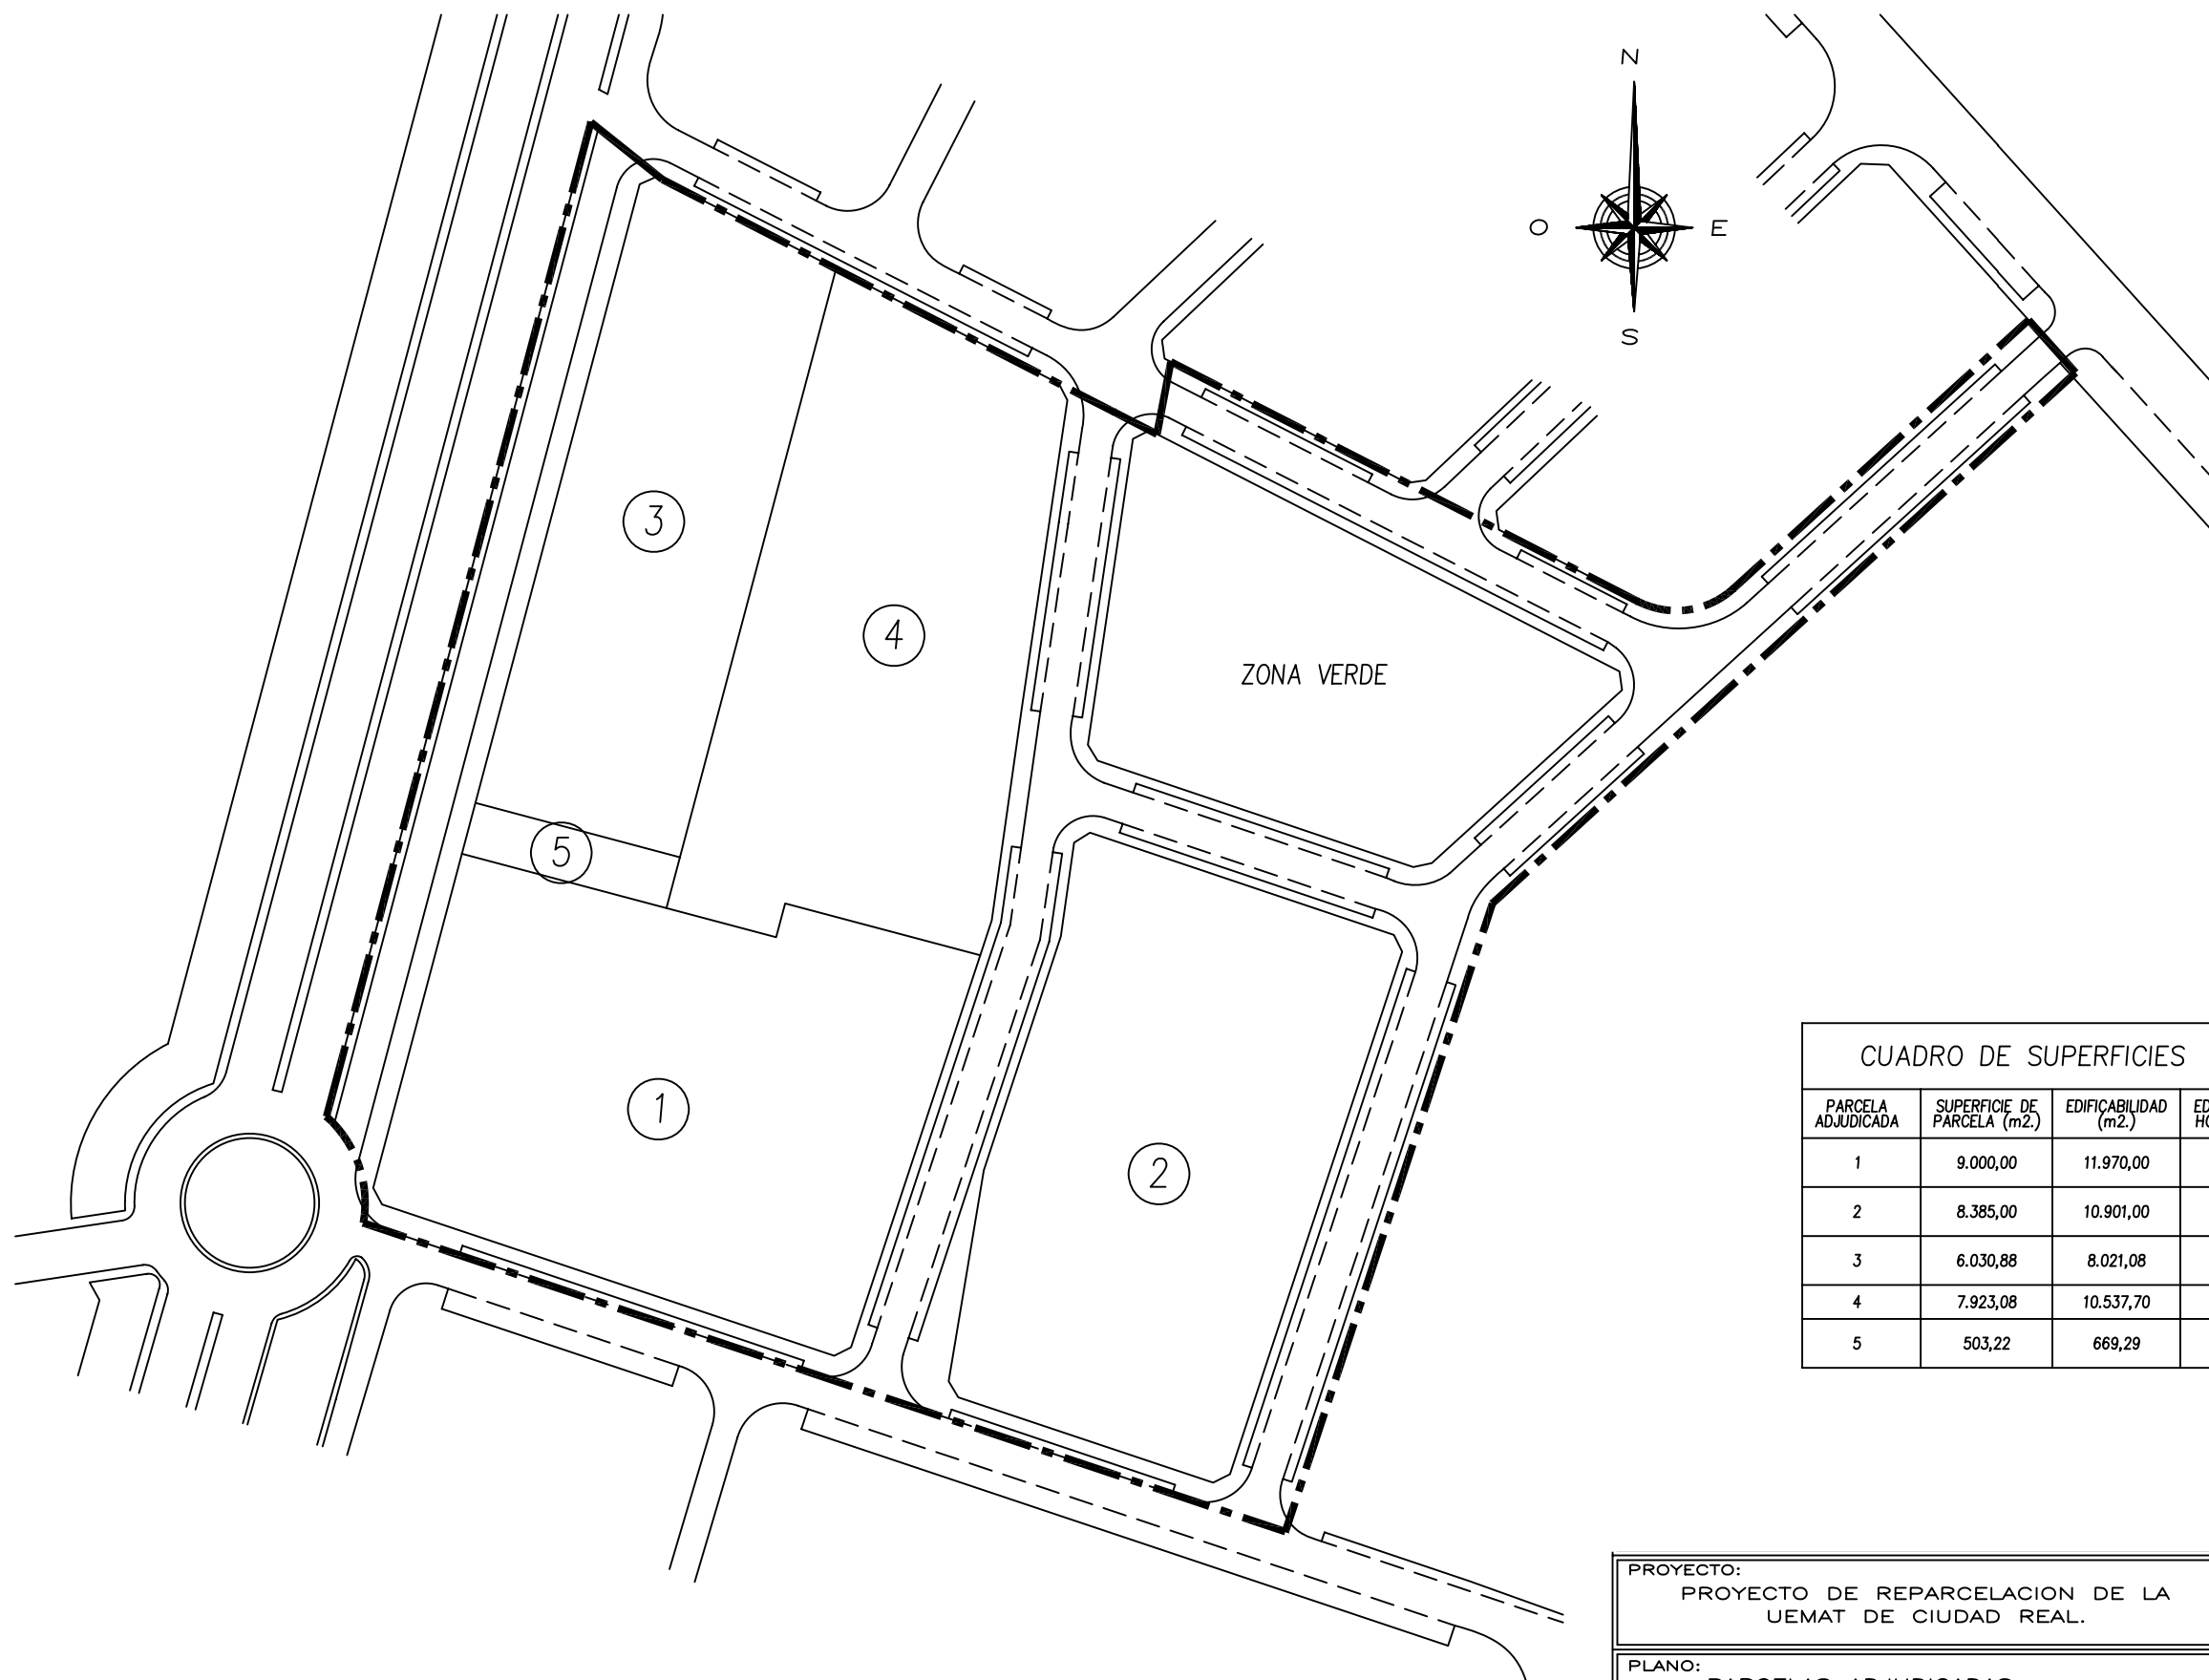 N
O E
S
3
4
ZONA VERDE
5
1
2
CUADRO DE SUPERFICIES
PARCELA ADJUDICADA SUPERFICIE DE PARCELA (m2.) EDIFICABILIDAD (m2.)
1 9.000,00 11.970,00
2 8.385,00 10.901,00
3 6.030,88 8.021,08
4 7.923,08 10.537,70
5 503,22 669,29
PROYECTO:
PROYECTO DE REPARCELACION DE LA
UEMAT DE CIUDAD REAL.
PLANO:
PARCELAS ADJUDICADAS